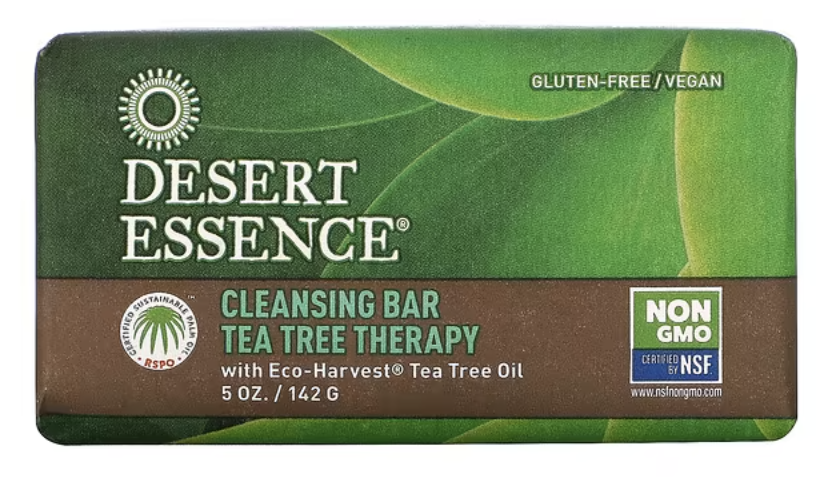 GLUTEN-FREE / VEGAN
DESERT
ESSENCE®
CERTIFIED SUSTAINABLE PALM OIL™
RSPO
CLEANSING BAR
TEA TREE THERAPY
with Eco-Harvest® Tea Tree Oil
5 OZ. / 142 G
NON
GMO
CERTIFIED
BY NSF
www.nsfnongmo.com